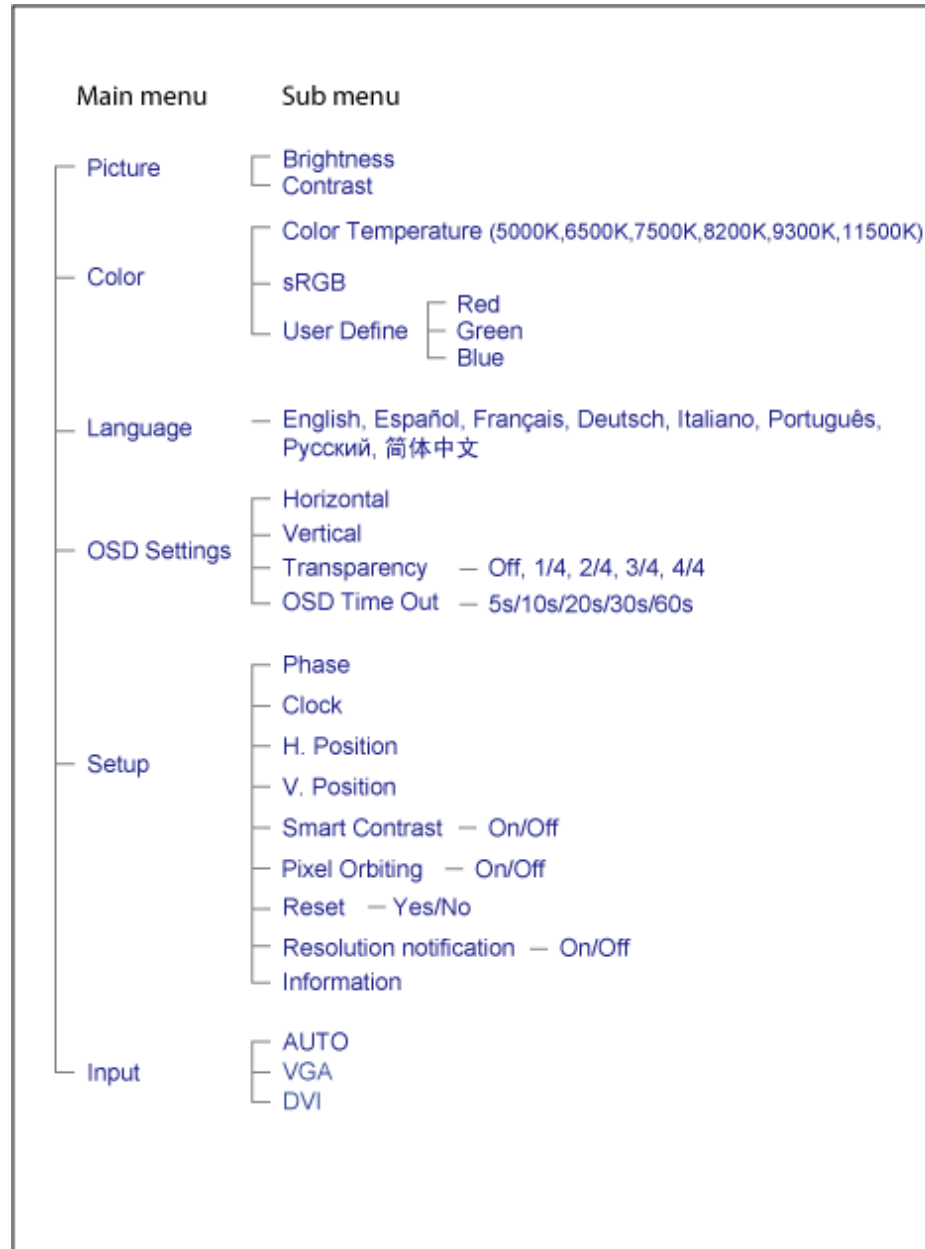 Main menu Sub menu
Picture Brightness
Contrast
Color Temperature (5000K,6500K,7500K,8200K,9300K,11500K)
Color sRGB
User Define Red
Green
Blue
Language English, Español, Français, Deutsch, Italiano, Português,
Русский, 简体中文
Horizontal
Vertical
OSD Settings Transparency Off, 1/4, 2/4, 3/4, 4/4
OSD Time Out 5s/10s/20s/30s/60s
Phase
Clock
H. Position
Setup V. Position
Smart Contrast On/Off
Pixel Orbiting On/Off
Reset Yes/No
Resolution notification On/Off
Information
AUTO
Input VGA
DVI